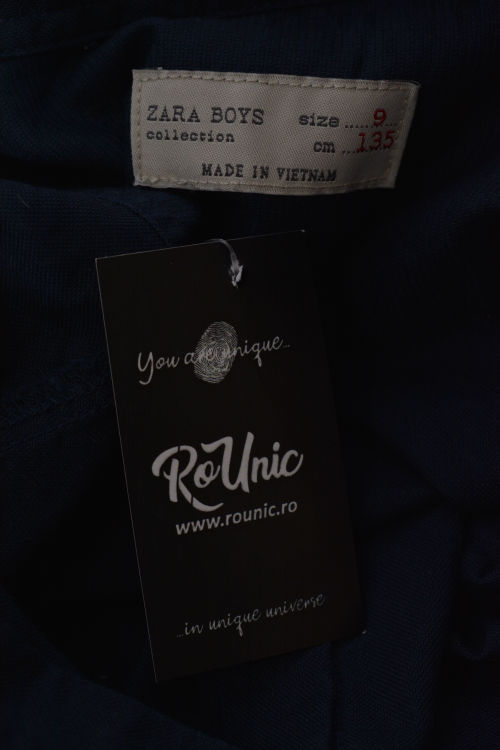 ZARA BOYS size ..... 9 ...
collection cm ... 135
MADE IN VIETNAM
You are unique...
RoUnic
www.rounic.ro
...in unique universe